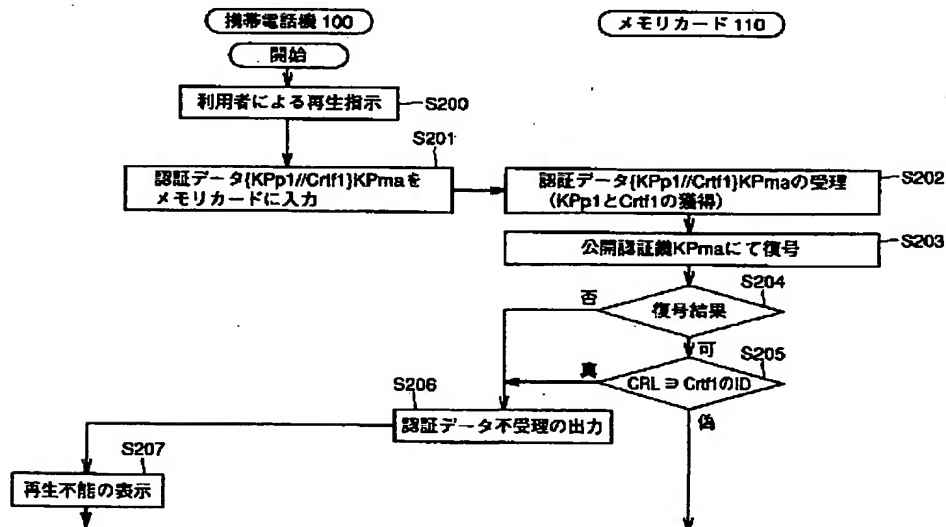 携帯電話機 100
メモリカード 110
開始
利用者による再生指示
S200
S201
認証データ{KPp1//Crtf1}KPmaを
メモリカードに入力
認証データ{KPp1//Crtf1}KPmaの受理
(KPp1とCrtf1の獲得)
S202
公開認証鍵KPmaにて復号
S203
S204
復号結果
否
可
S205
CRL ∋ Crtf1のID
真
偽
S206
認証データ不受理の出力
S207
再生不能の表示